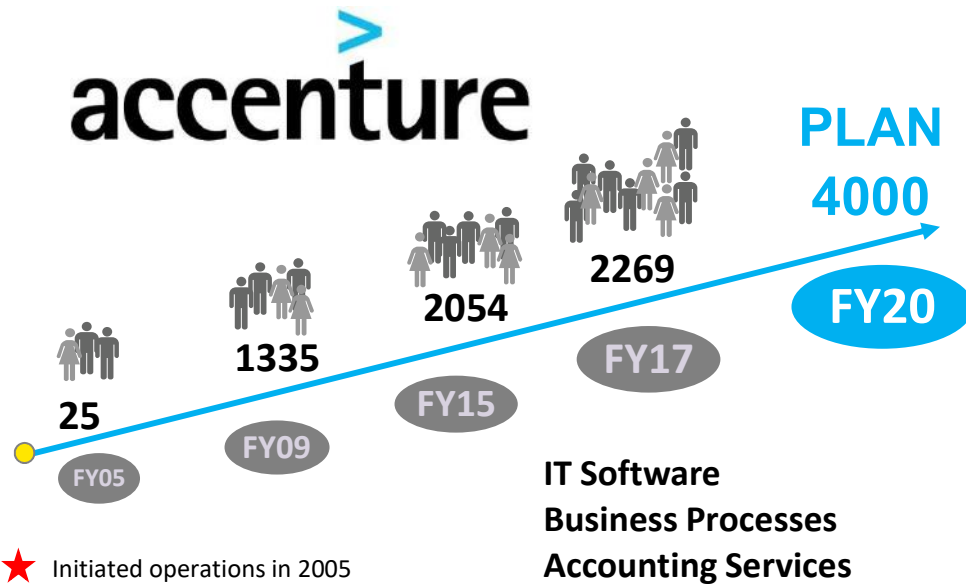 accenture
PLAN
4000
2269
2054
1335
25
FY20
FY17
FY15
FY09
FY05
IT Software
Business Processes
Accounting Services
Initiated operations in 2005